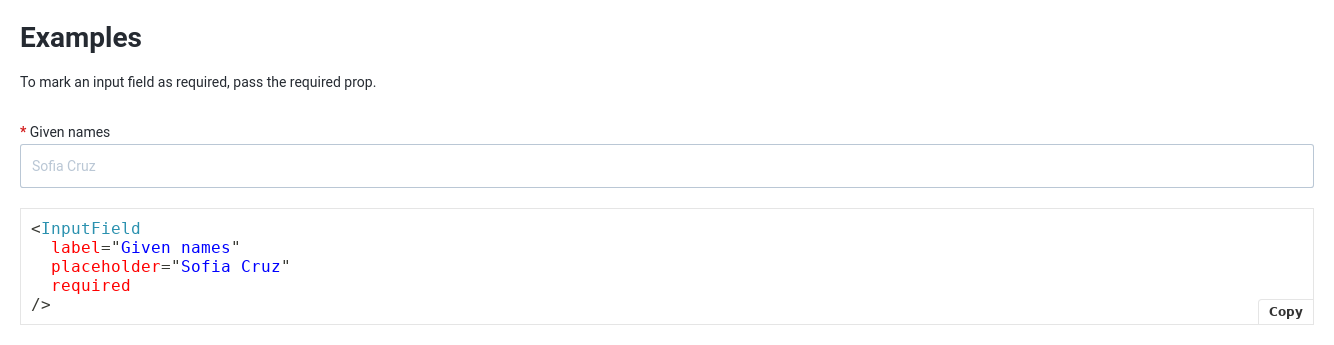 Examples
To mark an input field as required, pass the required prop.
* Given names
Sofia Cruz
<InputField
  label="Given names"
  placeholder="Sofia Cruz"
  required
/>
Copy